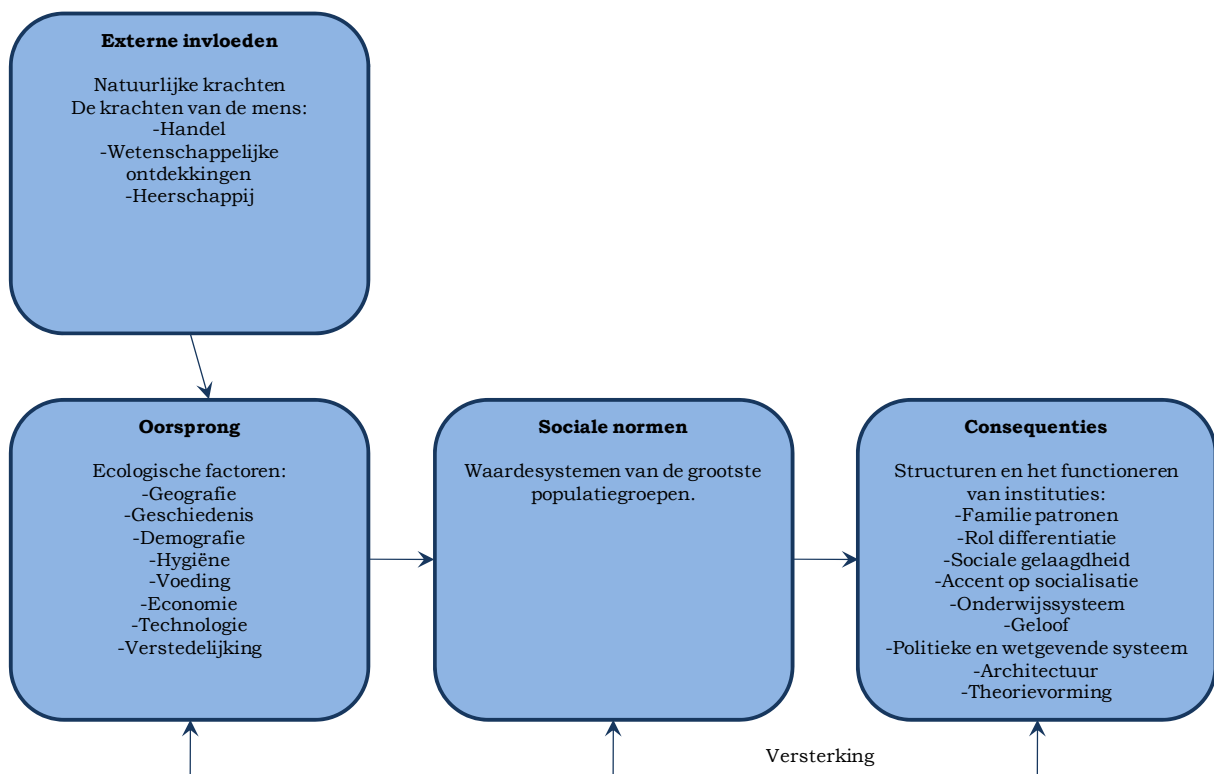 Externe invloeden
Natuurlijke krachten
De krachten van de mens:
-Handel
-Wetenschappelijke
ontdekkingen
-Heerschappij
Oorsprong
Ecologische factoren:
-Geografie
-Geschiedenis
-Demografie
-Hygiëne
-Voeding
-Economie
-Technologie
-Verstedelijking
Sociale normen
Waardesystemen van de grootste
populatiegroepen.
Consequenties
Structuren en het functioneren
van instituties:
-Familie patronen
-Rol differentiatie
-Sociale gelaagdheid
-Accent op socialisatie
-Onderwijssysteem
-Geloof
-Politieke en wetgevende systeem
-Architectuur
-Theorievorming
Versterking